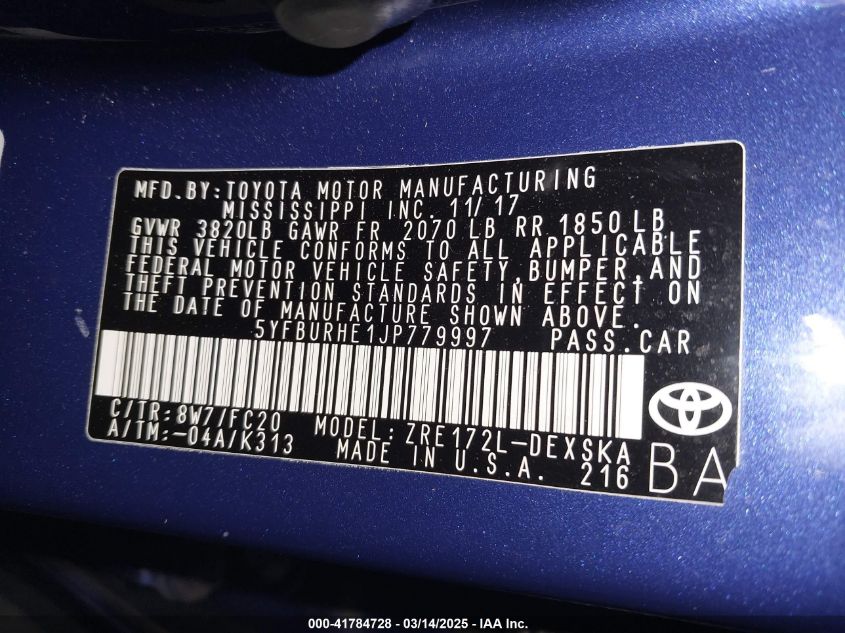 MFD.BY:TOYOTA MOTOR MANUFACTURING
MISSISSIPPI INC. 11/17
GVWR 3820LB GAWR FR 2070 LB RR 1850LB
THIS VEHICLE CONFORMS TO ALL APPLICABLE
FEDERAL MOTOR VEHICLE SAFETY,BUMPER,AND
THEFT PREVENTION STANDARDS IN EFFECT ON
THE DATE OF MANUFACTURE SHOWN ABOVE.
5YFBURHE1JP779997 PASS.CAR
C/TR:8W7/FC20 MODEL:ZRE172L-DEXSKA
A/TM:-04A/K313 MADE IN U.S.A. 216 BA
000-41784728 - 03/14/2025 - IAA Inc.